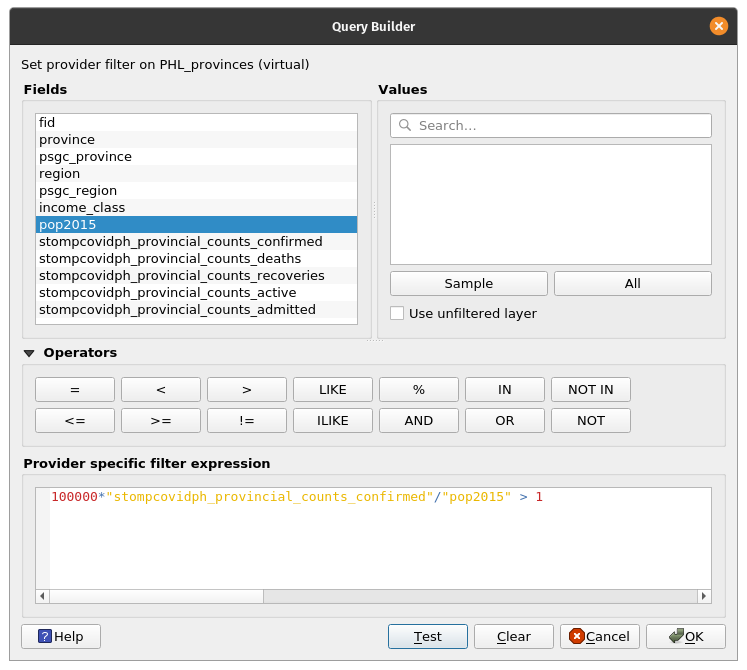 Query Builder
Set provider filter on PHL_provinces (virtual)
Fields
Values
fid
province
psgc_province
region
psgc_region
income_class
pop2015
stompcovidph_provincial_counts_confirmed
stompcovidph_provincial_counts_deaths
stompcovidph_provincial_counts_recoveries
stompcovidph_provincial_counts_active
stompcovidph_provincial_counts_admitted
Search...
Sample
All
Use unfiltered layer
Operators
= < > LIKE % IN NOT IN
<= >= != ILIKE AND OR NOT
Provider specific filter expression
100000*"stompcovidph_provincial_counts_confirmed"/"pop2015" > 1
Help Test Clear Cancel OK